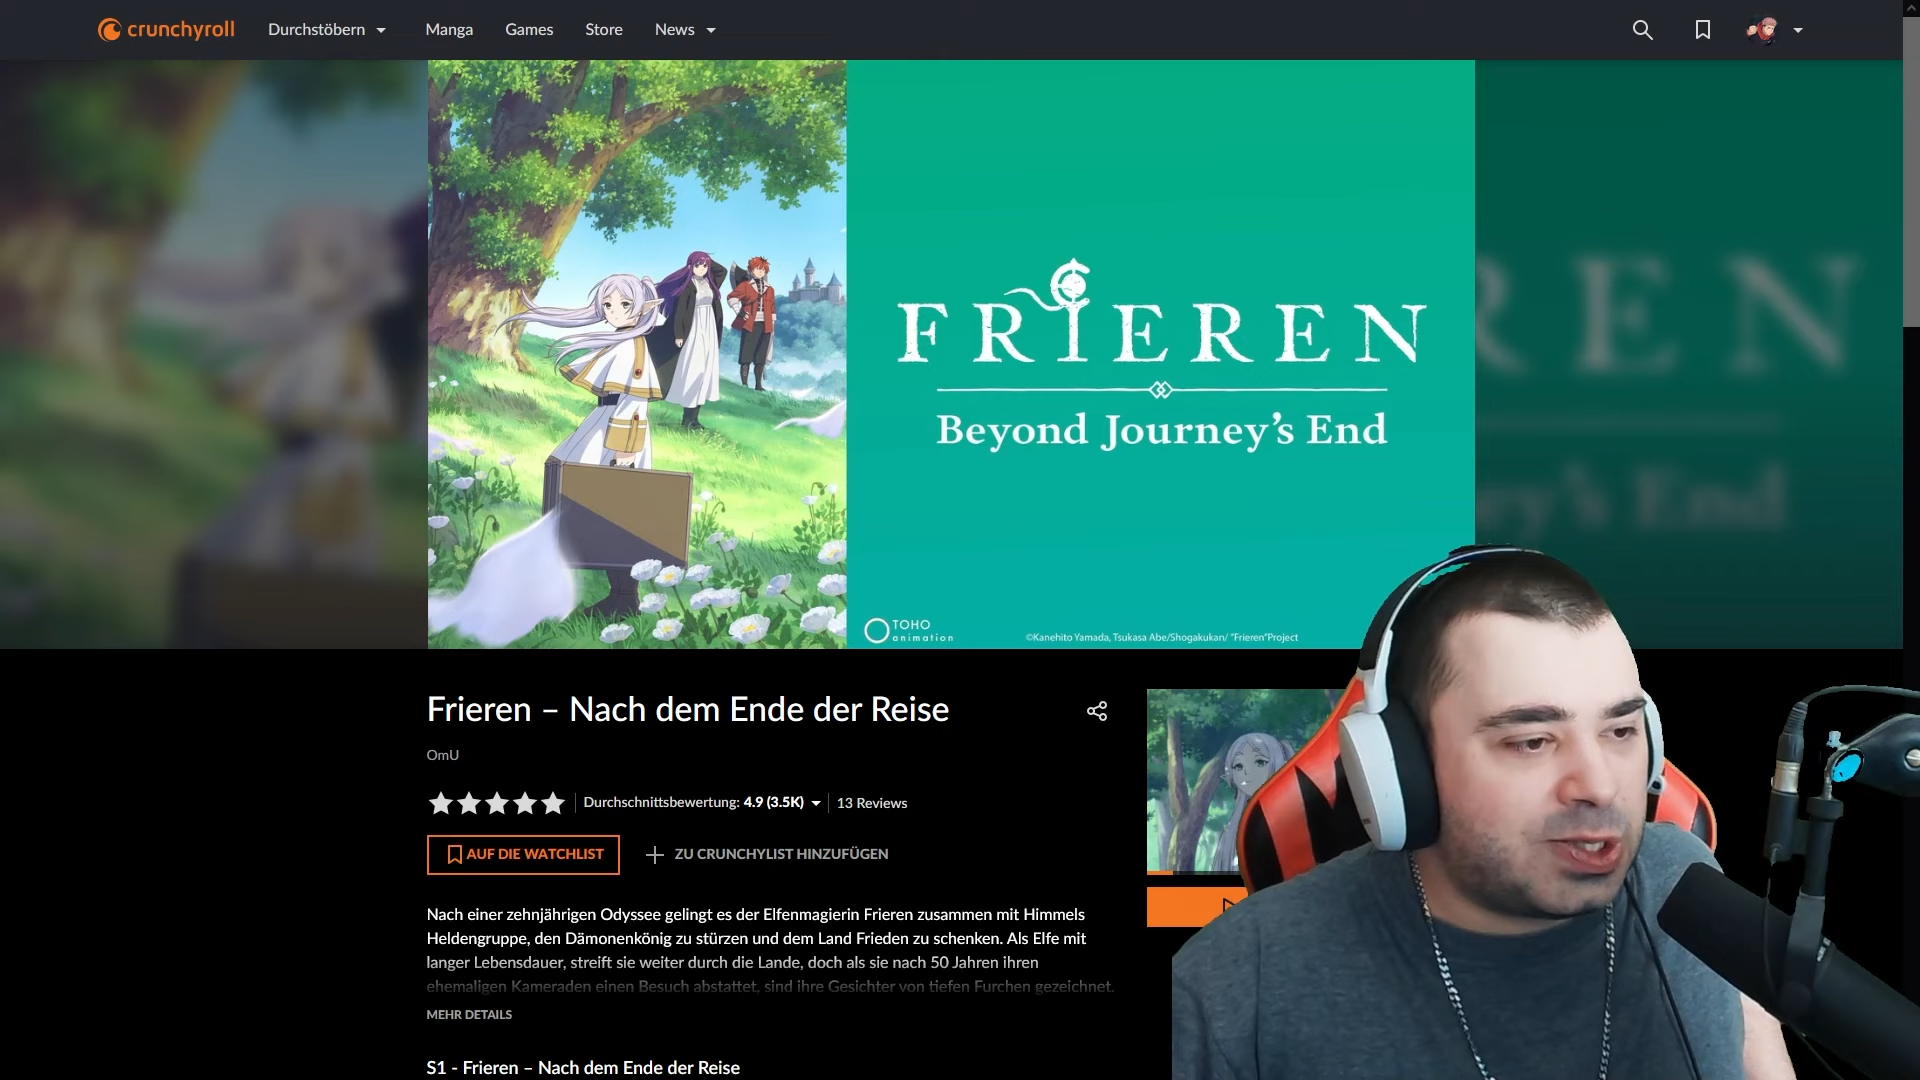 crunchyroll
Durchstöbern
Manga
Games
Store
News
FRIEREN
Beyond Journey's End
REN
ey's End
TOHO
animation
©Kanehito Yamada, Tsukasa Abe/Shogakukan/ "Frieren"Project
Frieren – Nach dem Ende der Reise
OmU
Durchschnittsbewertung: 4.9 (3.5K)
13 Reviews
AUF DIE WATCHLIST
ZU CRUNCHYLIST HINZUFÜGEN
Nach einer zehnjährigen Odyssee gelingt es der Elfenmagierin Frieren zusammen mit Himmels
Heldengruppe, den Dämonenkönig zu stürzen und dem Land Frieden zu schenken. Als Elfe mit
langer Lebensdauer, streift sie weiter durch die Lande, doch als sie nach 50 Jahren ihren
ehemaligen Kameraden einen Besuch abstattet, sind ihre Gesichter von tiefen Furchen gezeichnet.
MEHR DETAILS
S1 - Frieren – Nach dem Ende der Reise